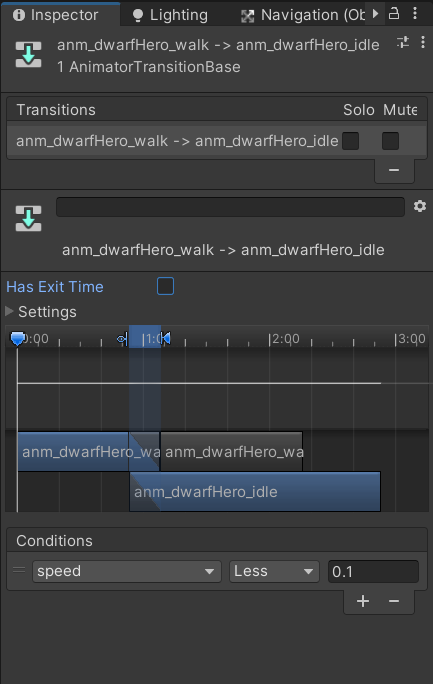 Inspector Lighting Navigation (Ob
anm_dwarfHero_walk -> anm_dwarfHero_idle
1 AnimatorTransitionBase
Transitions Solo Mute
anm_dwarfHero_walk -> anm_dwarfHero_idle
anm_dwarfHero_walk -> anm_dwarfHero_idle
Has Exit Time
Settings
0:00 1:0 2:00 3:00
anm_dwarfHero_wa anm_dwarfHero_wa
anm_dwarfHero_idle
Conditions
speed Less 0.1